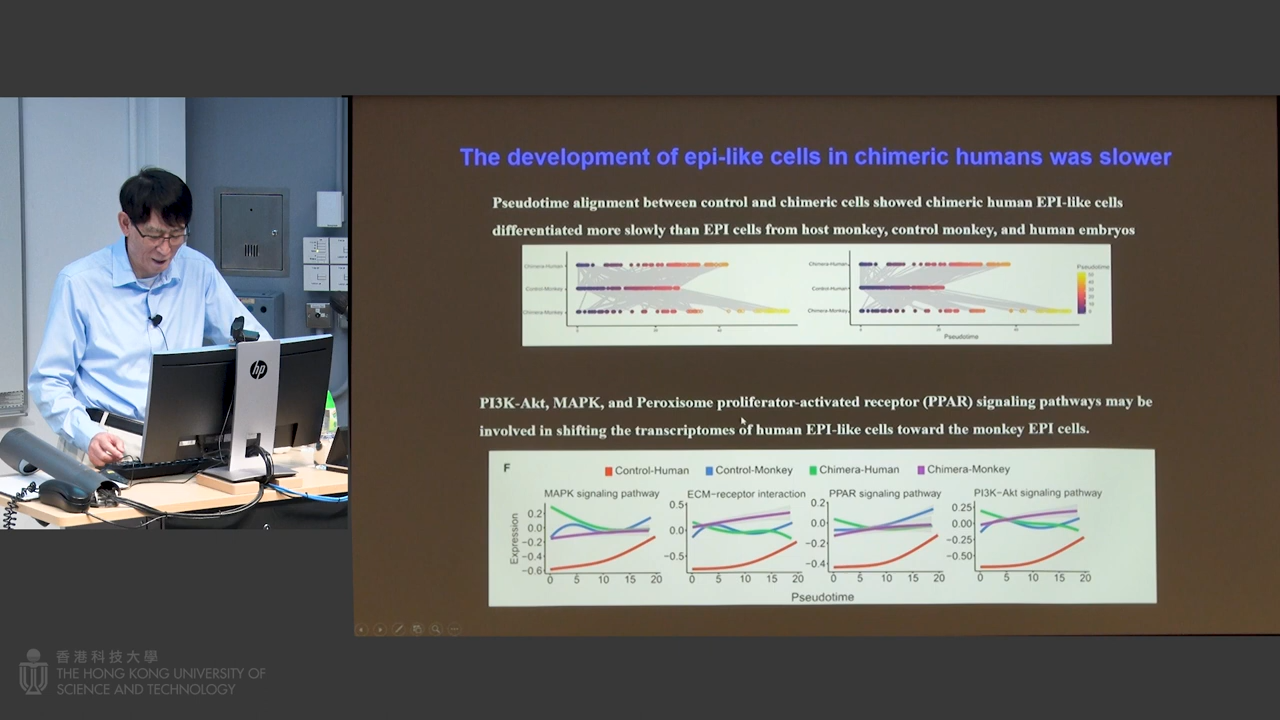 The development of epi-like cells in chimeric humans was slower
Pseudotime alignment between control and chimeric cells showed chimeric human EPI-like cells
differentiated more slowly than EPI cells from host monkey, control monkey, and human embryos
Chimera-Human
Control-Monkey
Chimera-Monkey
Chimera-Human
Control-Human
Chimera-Monkey
Pseudotime
Pseudotime
PI3K-Akt, MAPK, and Peroxisome proliferator-activated receptor (PPAR) signaling pathways may be
involved in shifting the transcriptomes of human EPI-like cells toward the monkey EPI cells.
F
Control-Human Control-Monkey Chimera-Human Chimera-Monkey
MAPK signaling pathway ECM−receptor interaction PPAR signaling pathway PI3K−Akt signaling pathway
Expression
0.2
0.0
−0.2
−0.4
−0.6
0.5
0.0
−0.5
0.2
0.0
−0.2
−0.4
0.25
0.00
−0.25
−0.50
0 5 10 15 20 0 5 10 15 20 0 5 10 15 20 0 5 10 15 20
Pseudotime
hp
香港科技大學
THE HONG KONG UNIVERSITY OF
SCIENCE AND TECHNOLOGY